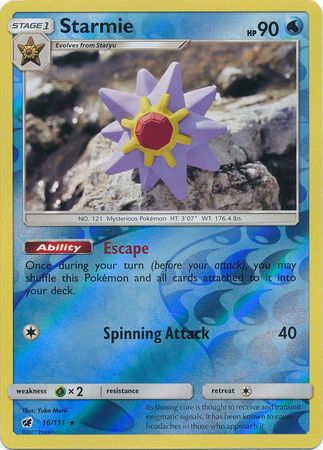 STAGE1 Starmie HP 90
Evolves from Staryu
NO. 121 Mysterious Pokémon HT: 3'07" WT: 176.4 lbs.
Ability Escape
Once during your turn (before your attack), you may
shuffle this Pokémon and all cards attached to it into
your deck.
Spinning Attack 40
weakness ×2 resistance retreat
Illus. Yuka Morii
16/111 ★
©2017 Pokémon
Its shining core is thought to receive and transmit
enigmatic signals. It has been known to cause
headaches in those who approach it.